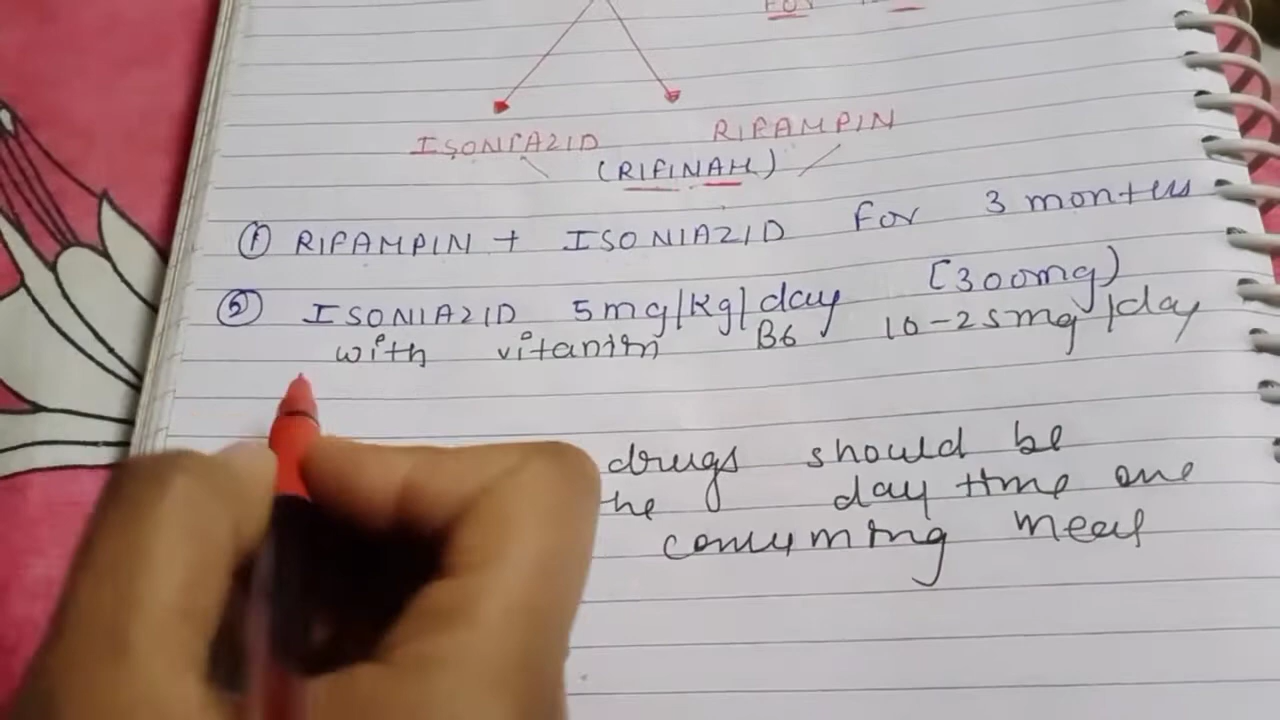 FOR
ISONIAZID RIFAMPIN
(RIFINAH)
① RIFAMPIN + ISONIAZID For 3 months
② ISONIAZID 5mg/kg/day [300mg)
with vitamin B6 10-25mg/day
drugs should be
the day time one
consuming meal